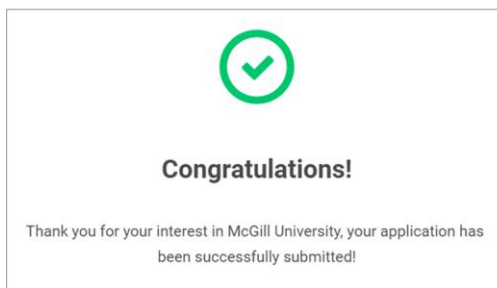 Congratulations!
Thank you for your interest in McGill University, your application has
been successfully submitted!